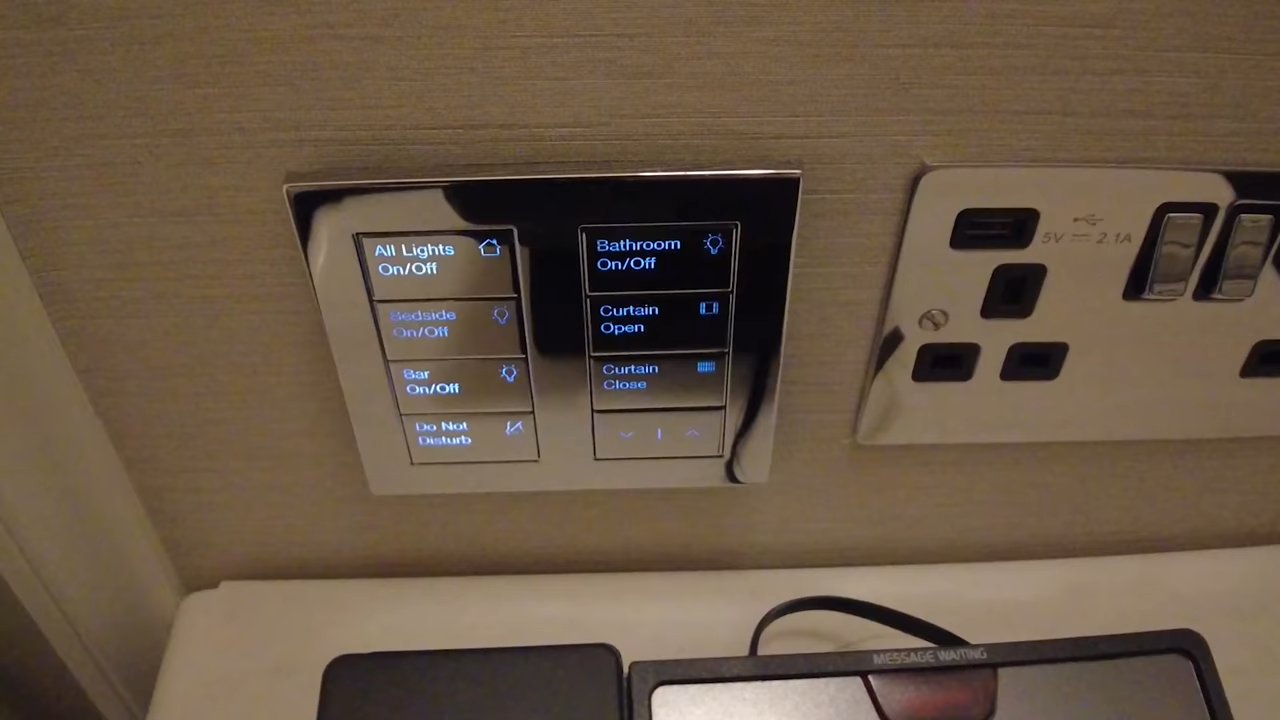 All Lights
On/Off
Bedside
On/Off
Bar
On/Off
Do Not
Disturb
Bathroom
On/Off
Curtain
Open
Curtain
Close
5V 2.1A
MESSAGE WAITING